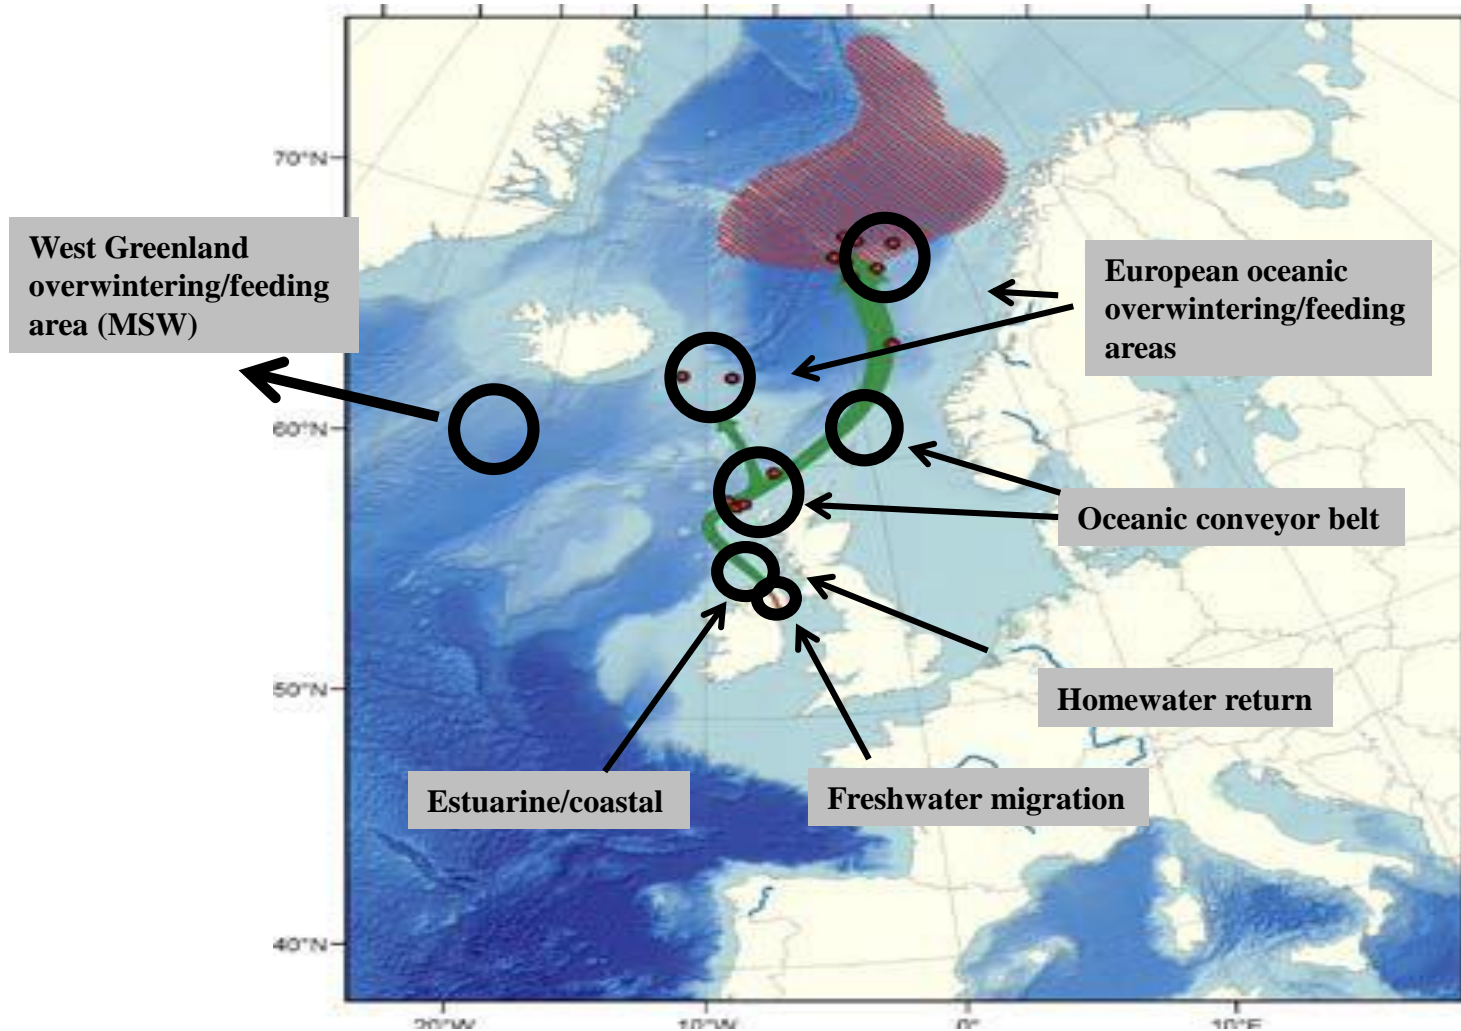 70°N
West Greenland
overwintering/feeding
area (MSW)
European oceanic
overwintering/feeding
areas
60°N
Oceanic conveyor belt
50°N
Homewater return
Estuarine/coastal
Freshwater migration
40°N
20°W
10°W
0°
10°E